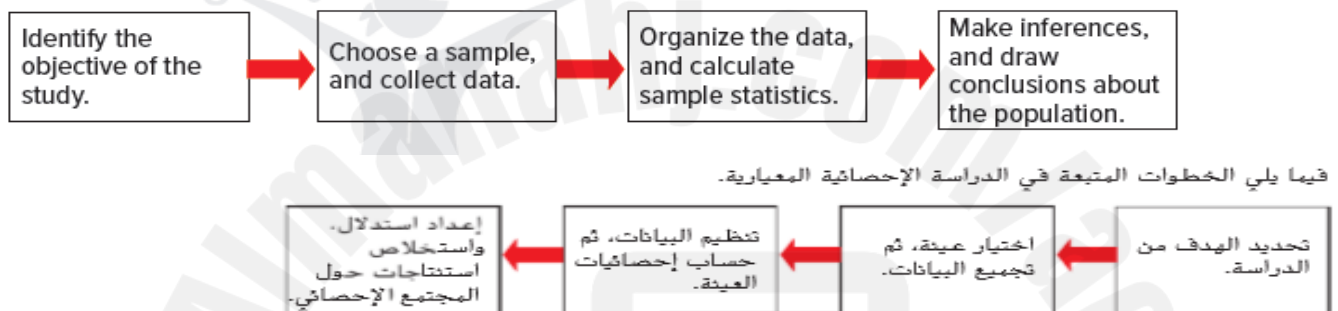 Identify the
objective of the
study.
Choose a sample,
and collect data.
Organize the data,
and calculate
sample statistics.
Make inferences,
and draw
conclusions about
the population.
فيما يلي الخطوات المتبعة في الدراسة الإحصائية المعيارية.
تحديد الهدف من
الدراسة.
اختيار عينة، ثم
تجميع البيانات.
تنظيم البيانات، ثم
حساب إحصائيات
العينة.
إعداد استدلال.
واستخلاص
استنتاجات حول
المجتمع الإحصائي.